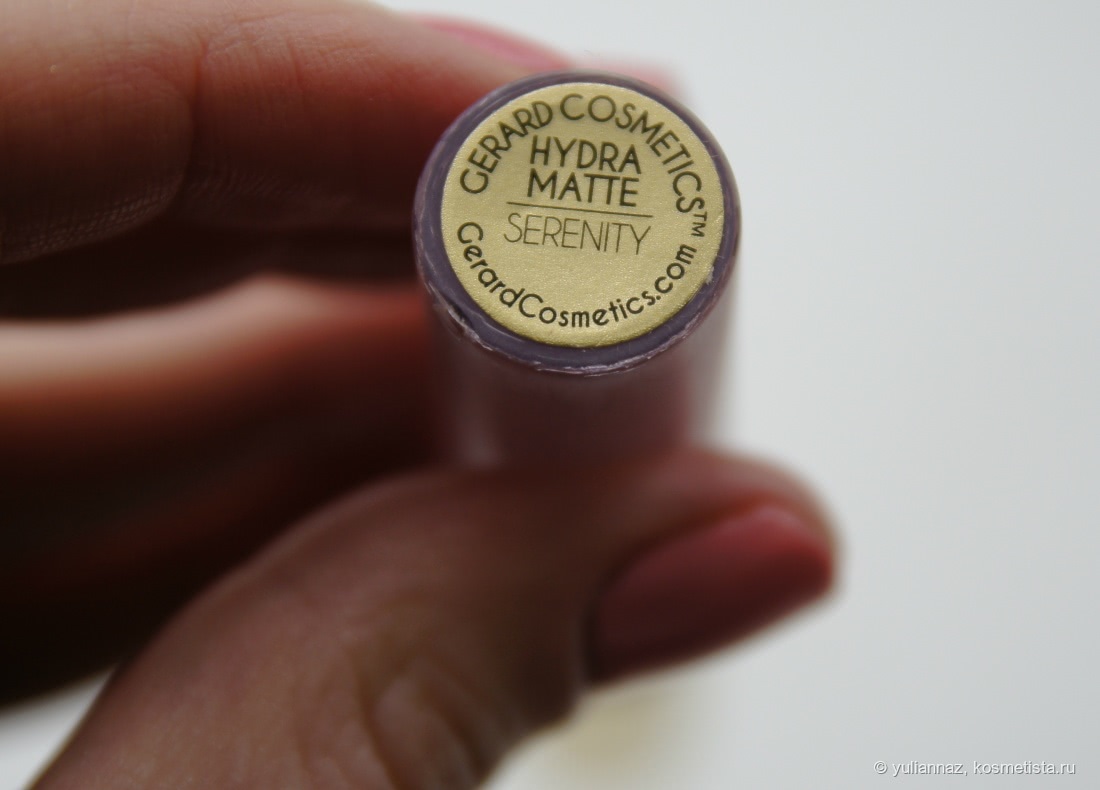 GERARD COSMETICS™
HYDRA
MATTE
SERENITY
GerardCosmetics.com
© yuliannaz, kosmetista.ru